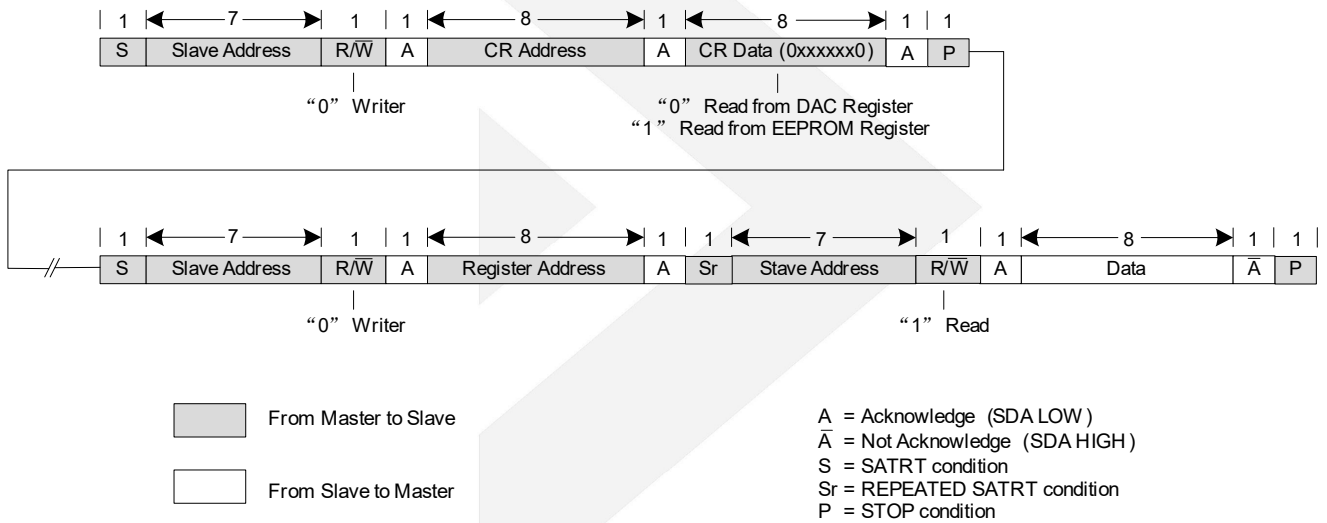 1 7 1 1 8 1 8 1 1
S Slave Address R/W̅ A CR Address A CR Data (0xxxxxx0) A P
“0” Writer “0” Read from DAC Register
“1” Read from EEPROM Register
1 7 1 1 8 1 1 7 1 1 8 1 1
S Slave Address R/W̅ A Register Address A Sr Stave Address R/W̅ A Data A̅ P
“0” Writer “1” Read
From Master to Slave
From Slave to Master
A = Acknowledge (SDA LOW)
A̅ = Not Acknowledge (SDA HIGH)
S = SATRT condition
Sr = REPEATED SATRT condition
P = STOP condition